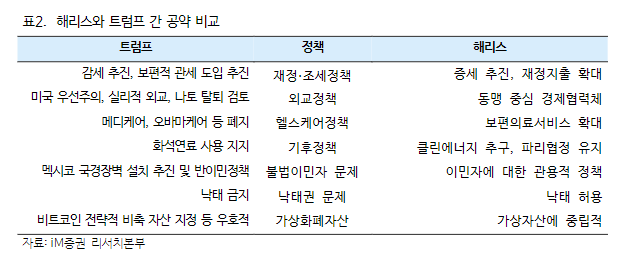 표2. 해리스와 트럼프 간 공약 비교
트럼프 정책 해리스
감세 추진, 보편적 관세 도입 추진 재정·조세정책 증세 추진, 재정지출 확대
미국 우선주의, 실리적 외교, 나토 탈퇴 검토 외교정책 동맹 중심 경제협력체
메디케어, 오바마케어 등 폐지 헬스케어정책 보편의료서비스 확대
화석연료 사용 지지 기후정책 클린에너지 추구, 파리협정 유지
멕시코 국경장벽 설치 추진 및 반이민정책 불법이민자 문제 이민자에 대한 관용적 정책
낙태 금지 낙태권 문제 낙태 허용
비트코인 전략적 비축 자산 지정 등 우호적 가상화폐자산 가상자산에 중립적
자료: iM증권 리서치본부